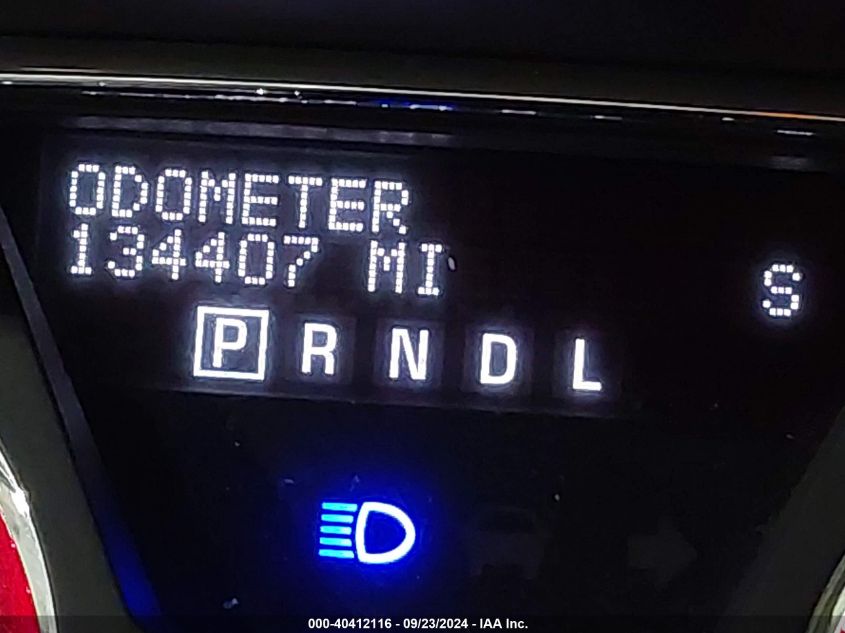 ODOMETER
134407 MI
S
P R N D L
000-40412116 - 09/23/2024 - IAA Inc.